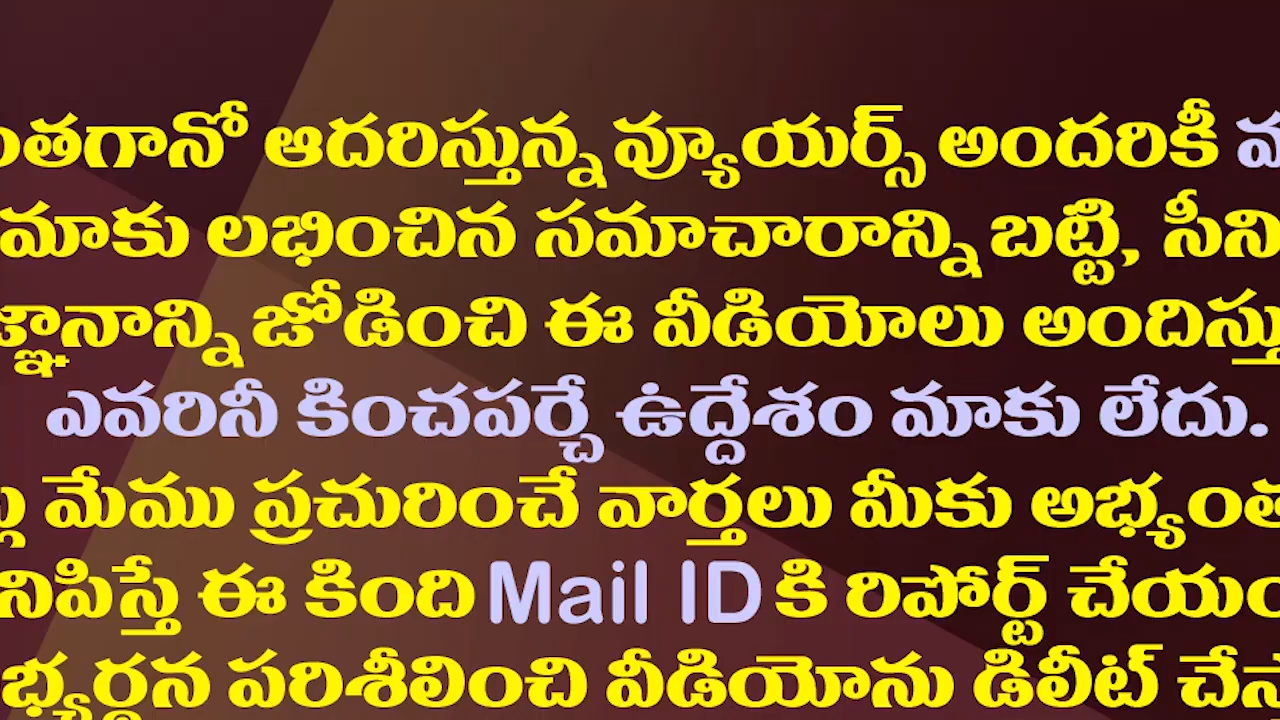 ంతగానో ఆదరిస్తున్న వ్యూయర్స్ అందరికీ
మాకు లభించిన సమాచారాన్ని బట్టి, సీని
జ్ఞానాన్ని జోడించి ఈ వీడియోలు అందిస్తు
ఎవరినీ కించపర్చే ఉద్దేశం మాకు లేదు.
మేము ప్రచురించే వార్తలు మీకు అభ్యంత
నిపిస్తే ఈ కింది Mail ID కి రిపోర్ట్ చేయం
భ్యర్థన పరిశీలించి వీడియోను డిలీట్ చేస